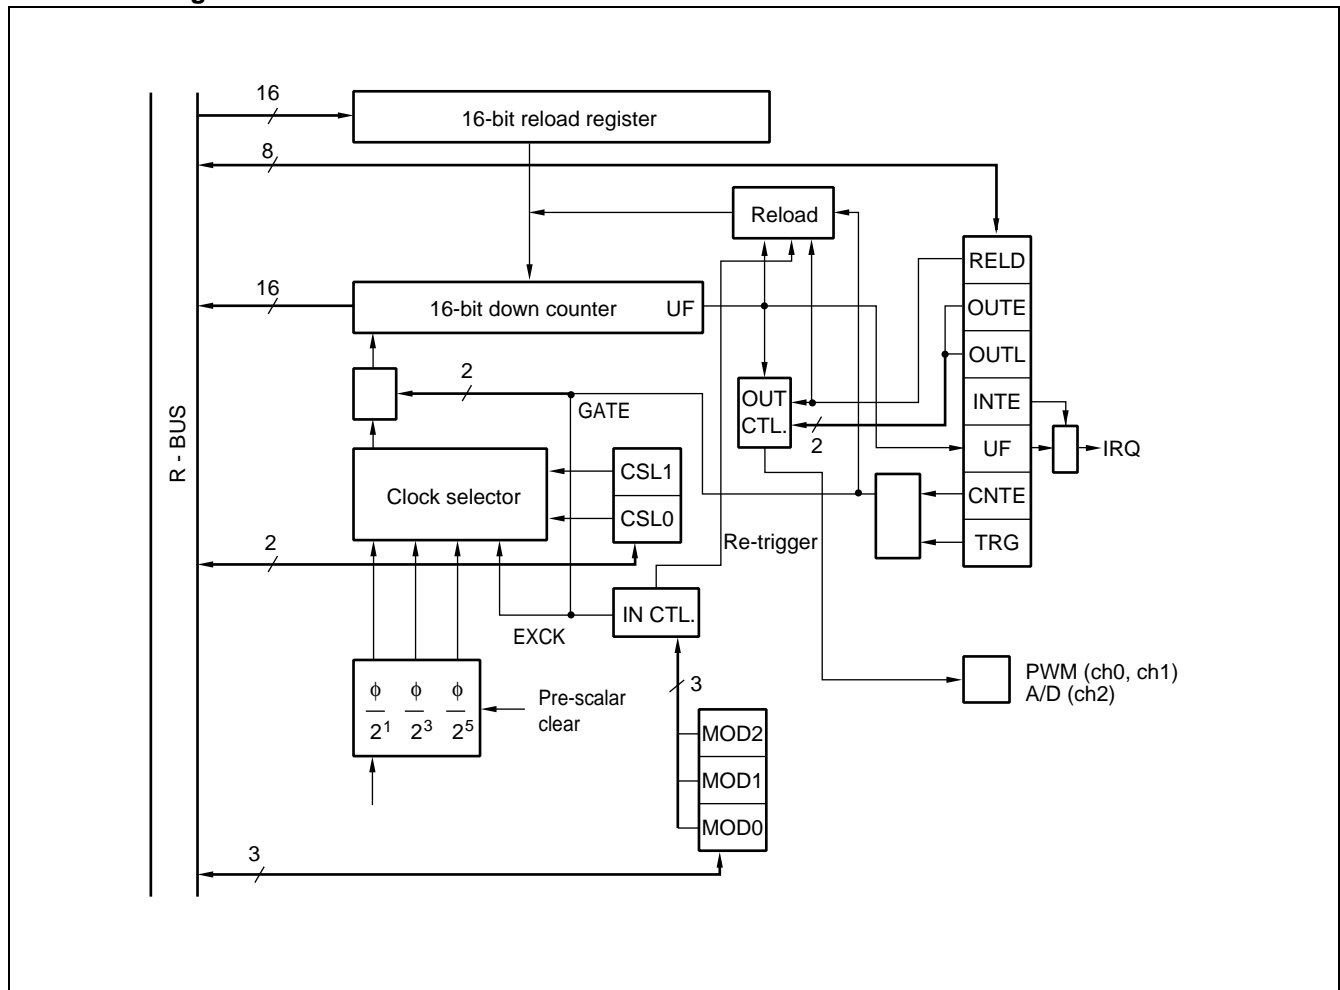 16
16-bit reload register
8
Reload
RELD
16
16-bit down counter UF
OUTE
OUTL
2
GATE
OUT
CTL.
2
INTE
UF
IRQ
R - BUS
CSL1
Clock selector
CSL0
CNTE
TRG
2
Re-trigger
IN CTL.
EXCK
3
PWM (ch0, ch1)
A/D (ch2)
ϕ ϕ ϕ
2¹ 2³ 2⁵
Pre-scalar
clear
MOD2
MOD1
MOD0
3